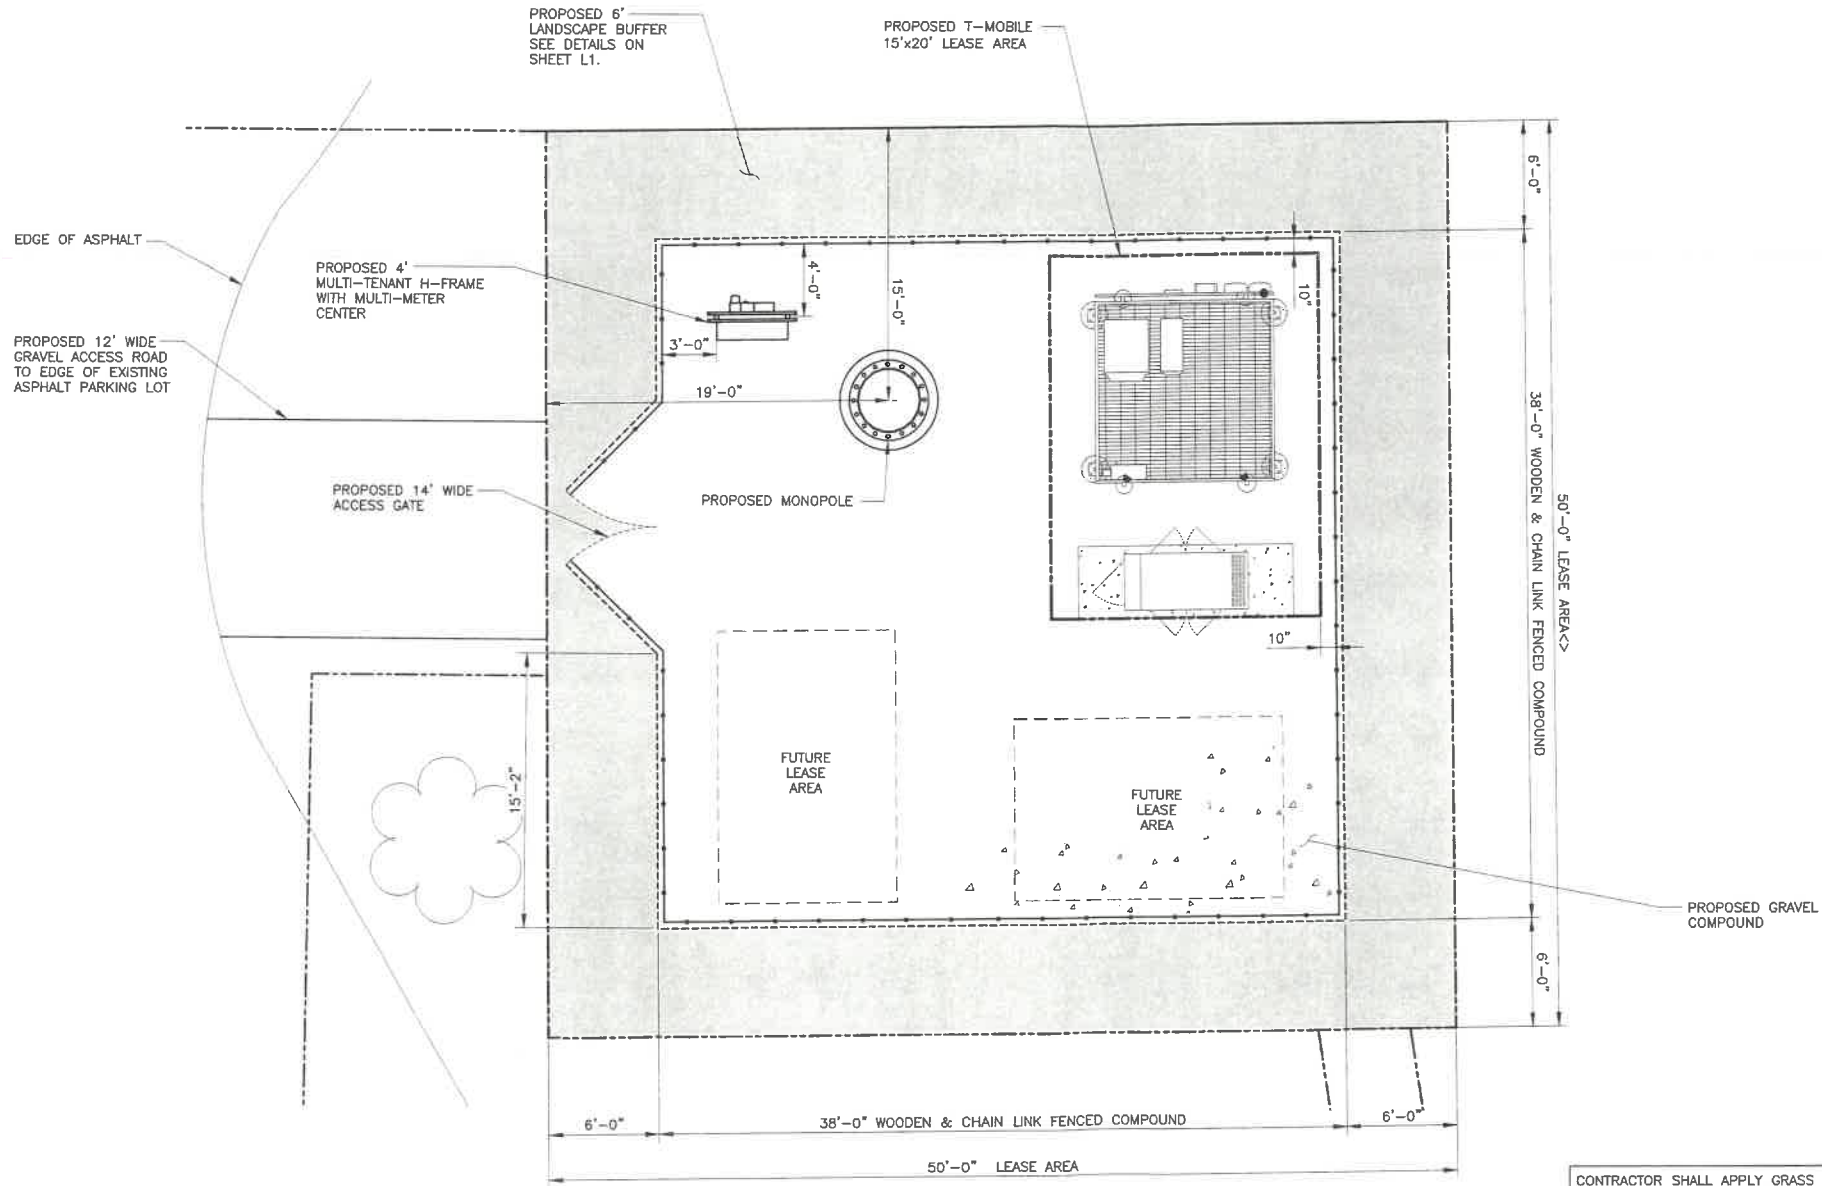 PROPOSED 6'
LANDSCAPE BUFFER
SEE DETAILS ON
SHEET L1.
PROPOSED T-MOBILE
15'x20' LEASE AREA
EDGE OF ASPHALT
PROPOSED 4'
MULTI-TENANT H-FRAME
WITH MULTI-METER
CENTER
PROPOSED 12' WIDE
GRAVEL ACCESS ROAD
TO EDGE OF EXISTING
ASPHALT PARKING LOT
6'-0"
4'-0"
15'-0"
10"
3'-0"
19'-0"
PROPOSED 14' WIDE
ACCESS GATE
PROPOSED MONOPOLE
38'-0" WOODEN & CHAIN LINK FENCED COMPOUND
50'-0" LEASE AREA<>
10"
15'-2"
FUTURE
LEASE
AREA
FUTURE
LEASE
AREA
PROPOSED GRAVEL
COMPOUND
6'-0"
6'-0"
38'-0" WOODEN & CHAIN LINK FENCED COMPOUND
6'-0"
50'-0" LEASE AREA
CONTRACTOR SHALL APPLY GRASS